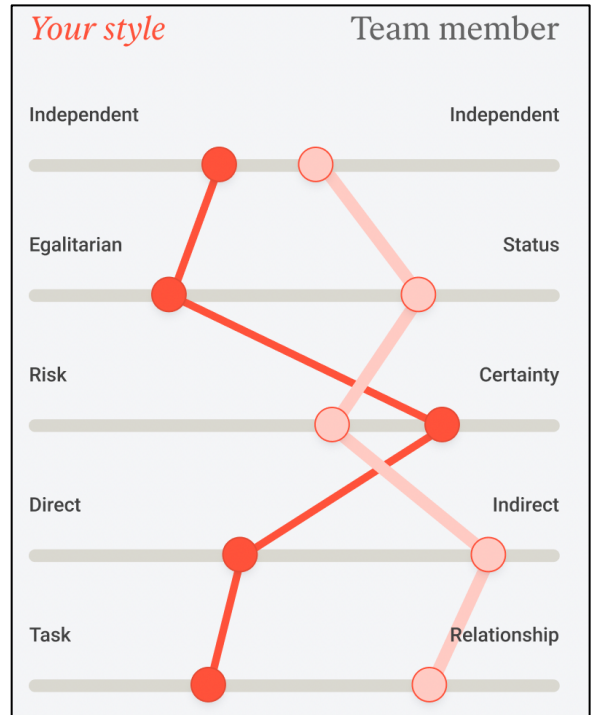 Your style Team member
Independent Independent
Egalitarian Status
Risk Certainty
Direct Indirect
Task Relationship